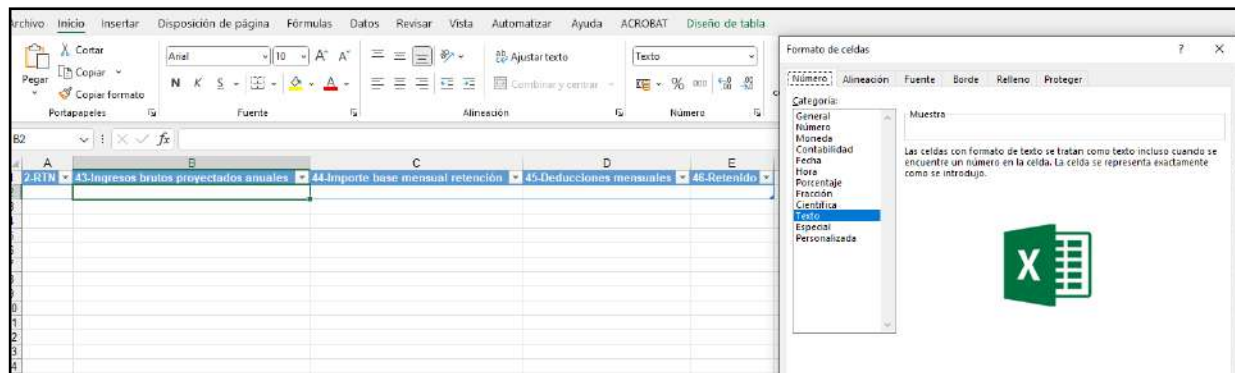 Archivo Inicio Insertar Disposición de página Fórmulas Datos Revisar Vista Automatizar Ayuda ACROBAT Diseño de tabla
Pegar
Cortar
Copiar
Copiar formato
Portapapeles
Arial 10 A A
N K S A
Fuente
Ajustar texto
Combinar y centrar
Alineación
Texto
% 000
Número
B2 fx
A B C D E
2-RTN 43-Ingresos brutos proyectados anuales 44-Importe base mensual retención 45-Deducciones mensuales 46-Retenido
Formato de celdas ? X
Número Alineación Fuente Borde Relleno Proteger
Categoría:
General
Número
Moneda
Contabilidad
Fecha
Hora
Porcentaje
Fracción
Científica
Texto
Especial
Personalizada
Muestra
Las celdas con formato de texto se tratan como texto incluso cuando se
encuentre un número en la celda. La celda se representa exactamente
como se introdujo.
X